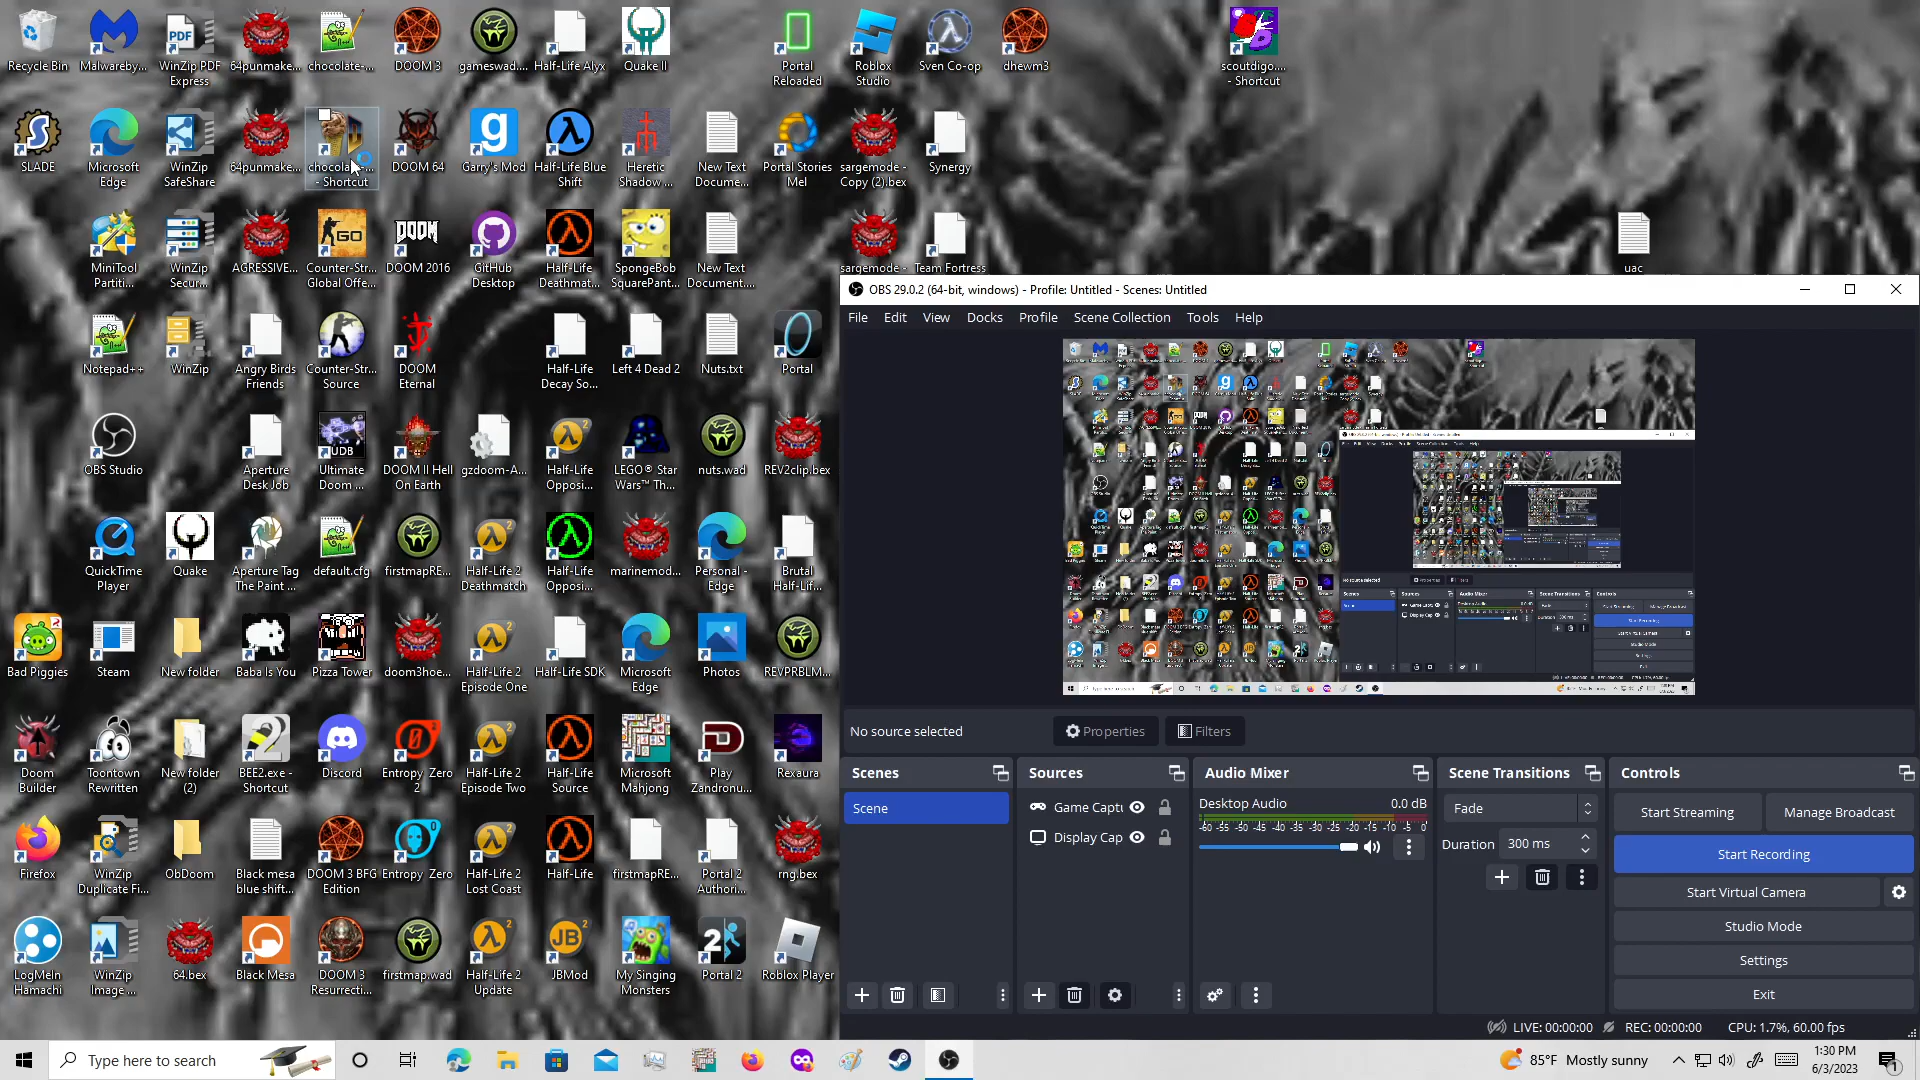 Recycle Bin
Malwareby...
WinZip PDF
Express
64punmake...
chocolate-...
DOOM 3
gameswad....
Half-Life Alyx
Quake II
Portal
Reloaded
Roblox
Studio
Sven Co-op
dhewm3
scoutdigo....
- Shortcut
SLADE
Microsoft
Edge
WinZip
SafeShare
64punmake...
chocolate-...
- Shortcut
DOOM 64
Garry's Mod
Half-Life Blue
Shift
Heretic
Shadow ...
New Text
Docume...
Portal Stories
Mel
sargemode -
Copy (2).bex
Synergy
MiniTool
Partiti...
WinZip
Secur...
AGRESSIVE...
Counter-Str...
Global Offe...
DOOM 2016
GitHub
Desktop
Half-Life
Deathmat...
SpongeBob
SquarePant...
New Text
Document....
sargemode -
Team Fortress
uac
Notepad++
WinZip
Angry Birds
Friends
Counter-Str...
Source
DOOM
Eternal
Half-Life
Decay So...
Left 4 Dead 2
Nuts.txt
Portal
OBS Studio
Aperture
Desk Job
Ultimate
Doom ...
DOOM II Hell
On Earth
gzdoom-A...
Half-Life
Opposi...
LEGO® Star
Wars™ Th...
nuts.wad
REV2clip.bex
QuickTime
Player
Quake
Aperture Tag
The Paint ...
default.cfg
firstmapRE...
Half-Life 2
Deathmatch
Half-Life
Opposi...
marinemod...
Personal -
Edge
Brutal
Half-Lif...
Bad Piggies
Steam
New folder
Baba Is You
Pizza Tower
doom3hoe...
Half-Life 2
Episode One
Half-Life SDK
Microsoft
Edge
Photos
REVPRBLM...
Doom
Builder
Toontown
Rewritten
New folder
(2)
BEE2.exe -
Shortcut
Discord
Entropy Zero
2
Half-Life 2
Episode Two
Half-Life
Source
Microsoft
Mahjong
Play
Zandronu...
Rexaura
Firefox
WinZip
Duplicate Fi...
ObDoom
Black mesa
blue shift...
DOOM 3 BFG
Edition
Entropy Zero
Half-Life 2
Lost Coast
Half-Life
firstmapRE...
Portal 2
Authori...
rng.bex
LogMeIn
Hamachi
WinZip
Image ...
64.bex
Black Mesa
DOOM 3
Resurrecti...
firstmap.wad
Half-Life 2
Update
JBMod
My Singing
Monsters
Portal 2
Roblox Player
OBS 29.0.2 (64-bit, windows) - Profile: Untitled - Scenes: Untitled
File Edit View Docks Profile Scene Collection Tools Help
No source selected
Properties
Filters
Scenes
Scene
Sources
Game Captu
Display Cap
Audio Mixer
Desktop Audio
0.0 dB
-60 -55 -50 -45 -40 -35 -30 -25 -20 -15 -10 -5 0
Scene Transitions
Fade
Duration 300 ms
Controls
Start Streaming
Manage Broadcast
Start Recording
Start Virtual Camera
Studio Mode
Settings
Exit
LIVE: 00:00:00
REC: 00:00:00
CPU: 1.7%, 60.00 fps
Type here to search
85°F Mostly sunny
1:30 PM
6/3/2023
1